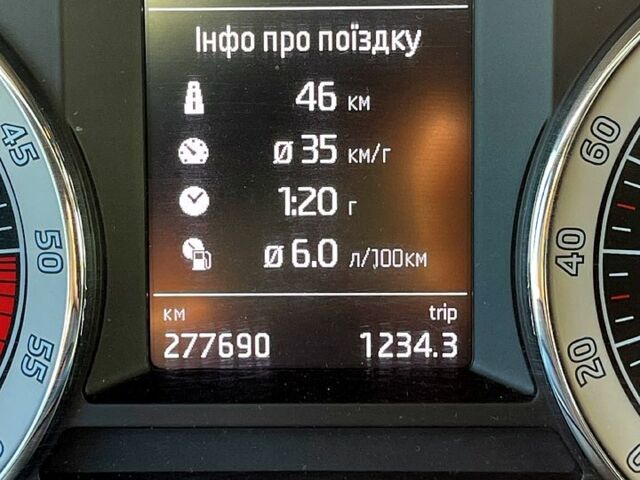 Інфо про поїздку
46 км
ø 35 км/г
1:20 г
ø 6.0 л/100км
км trip
277690 1234.3
45
50
55
60
40
20
0